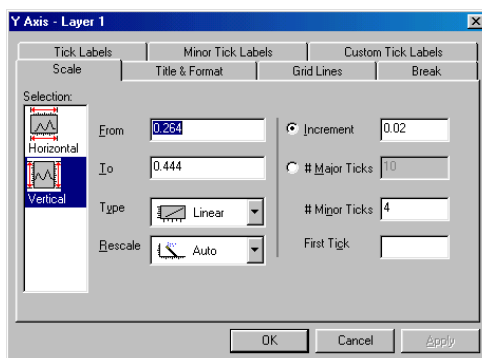 Y Axis - Layer 1
Tick Labels
Minor Tick Labels
Custom Tick Labels
Scale
Title & Format
Grid Lines
Break
Selection:
Horizontal
Vertical
From
0.264
To
0.444
Type
Linear
Rescale
Auto
Increment
0.02
# Major Ticks
10
# Minor Ticks
4
First Tick
OK
Cancel
Apply